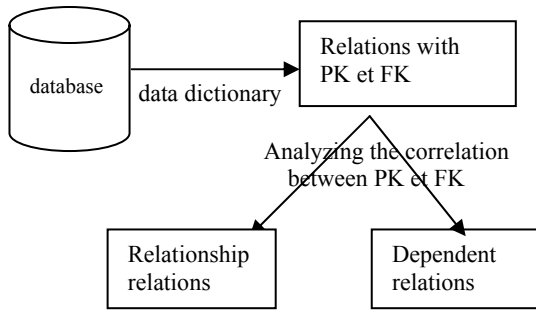 database
data dictionary
Relations with
PK et FK
Analyzing the correlation
between PK et FK
Relationship
relations
Dependent
relations